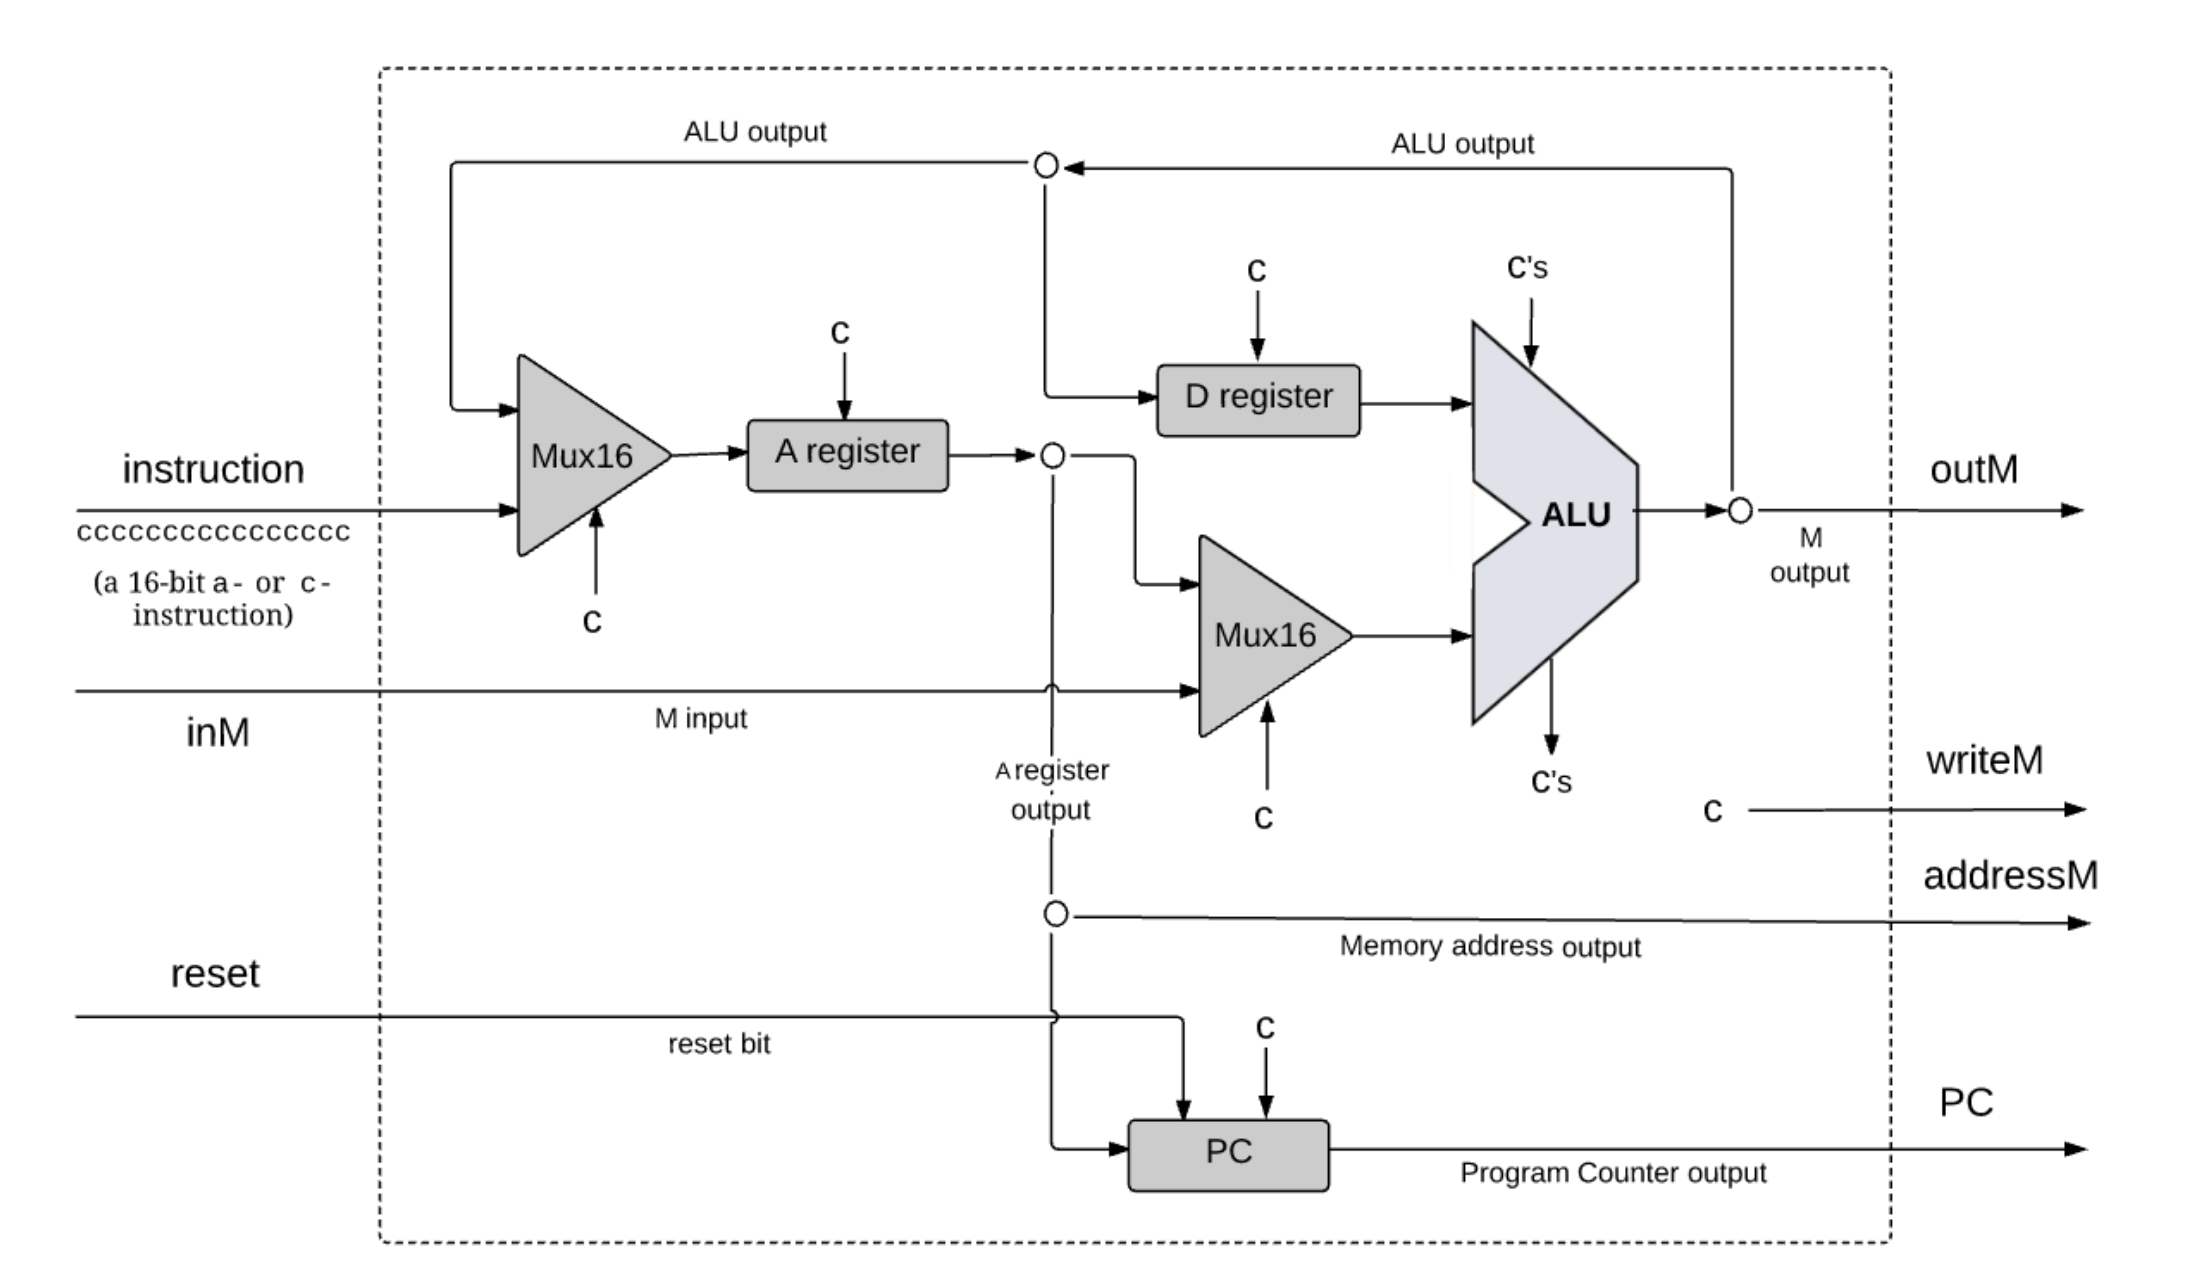 ALU output
ALU output
c
c's
c
D register
Mux16
A register
instruction
cccccccccccccccc
(a 16-bit a- or c-
instruction)
c
ALU
outM
M
output
Mux16
inM
M input
A register
output
c
c's
writeM
c
addressM
Memory address output
reset
reset bit
c
PC
PC
Program Counter output